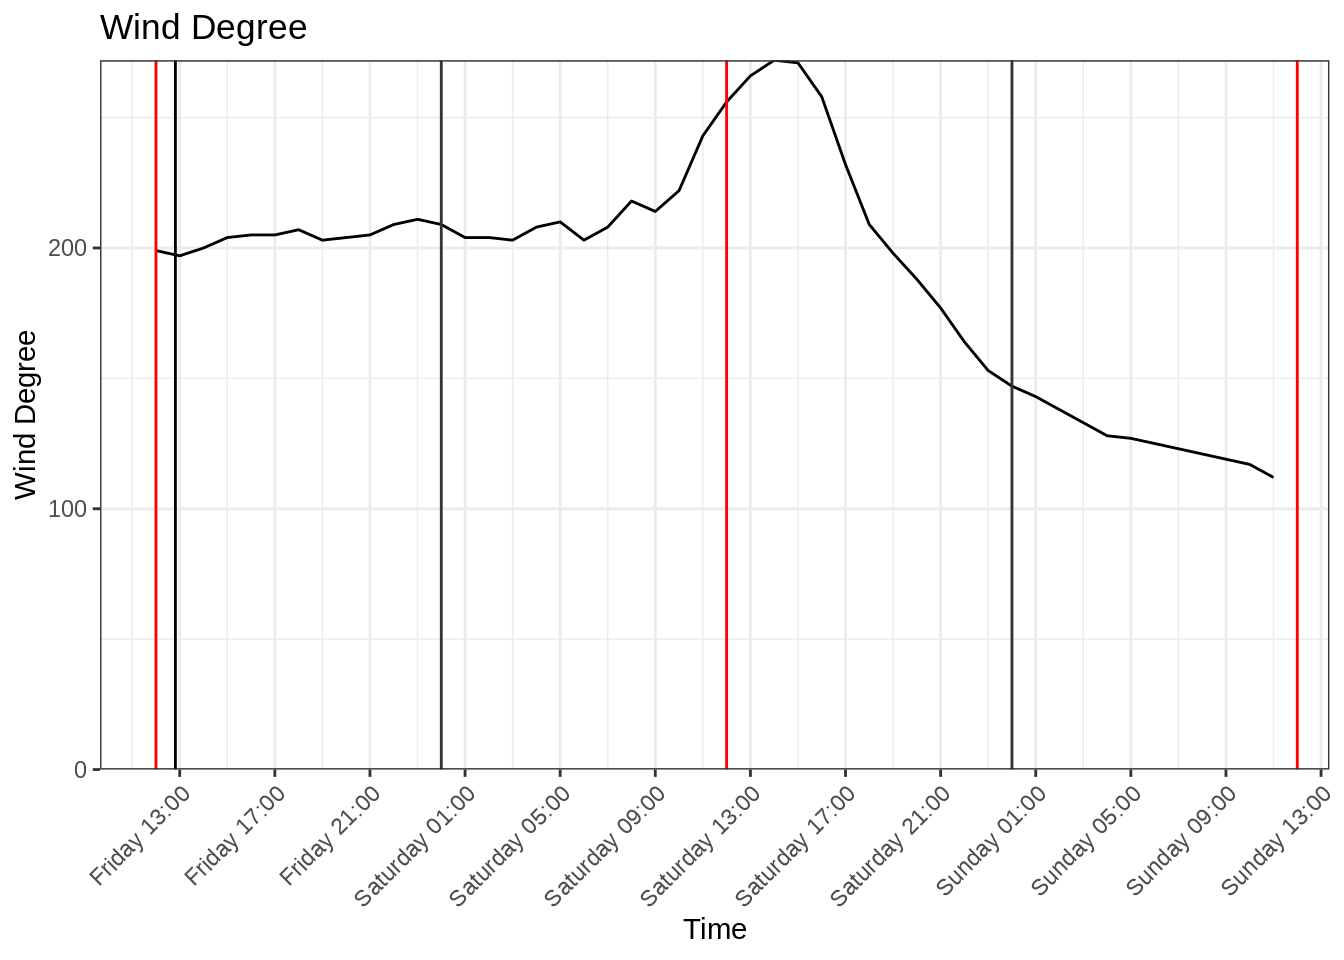 Wind Degree
Wind Degree
200
100
0
Friday 13:00
Friday 17:00
Friday 21:00
Saturday 01:00
Saturday 05:00
Saturday 09:00
Saturday 13:00
Saturday 17:00
Saturday 21:00
Sunday 01:00
Sunday 05:00
Sunday 09:00
Sunday 13:00
Time